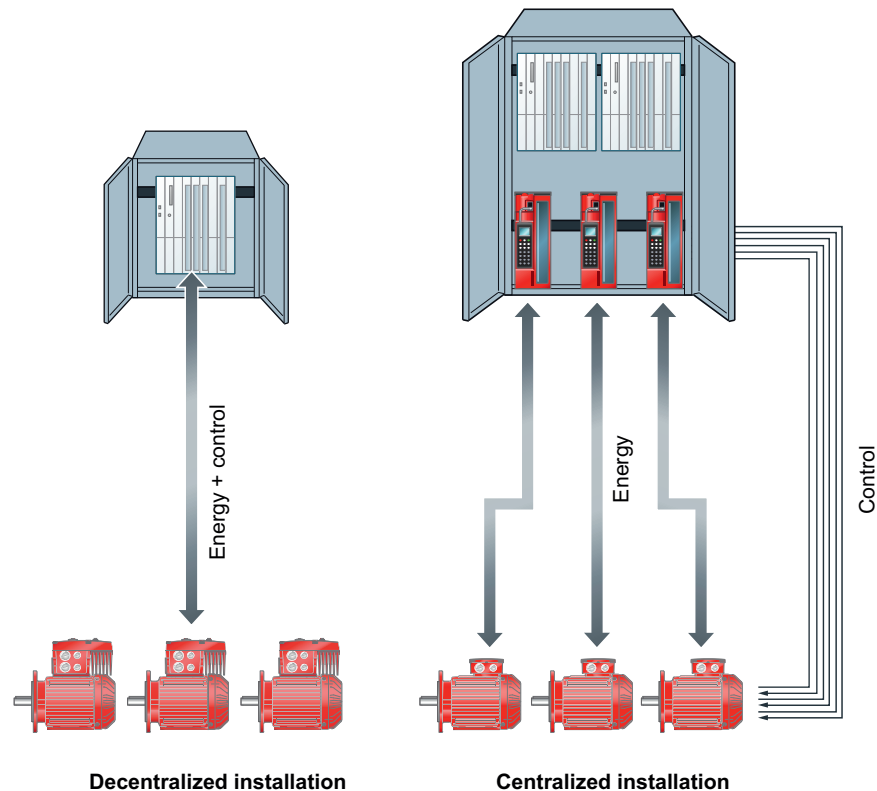 Energy + control
Energy
Control
Decentralized installation
Centralized installation